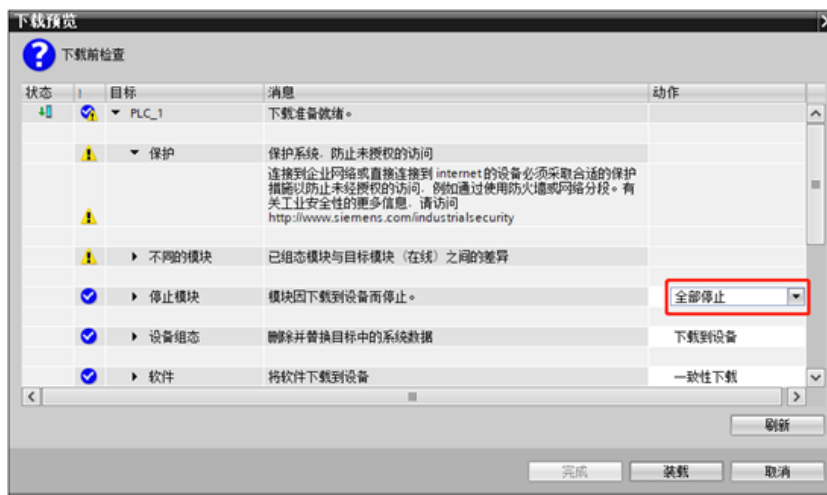 下载预览
? 下载前检查
状态 ! 目标 消息 动作
PLC_1 下载准备就绪。
保护 保护系统,防止未授权的访问
连接到企业网络或直接连接到 internet 的设备必须采取合适的保护
措施以防止未经授权的访问,例如通过使用防火墙或网络分段。有
关工业安全性的更多信息,请访问
http://www.siemens.com/industrialsecurity
不同的模块 已组态模块与目标模块(在线)之间的差异
停止模块 模块因下载到设备而停止。 全部停止
设备组态 删除并替换目标中的系统数据 下载到设备
软件 将软件下载到设备 一致性下载
刷新
完成 装载 取消